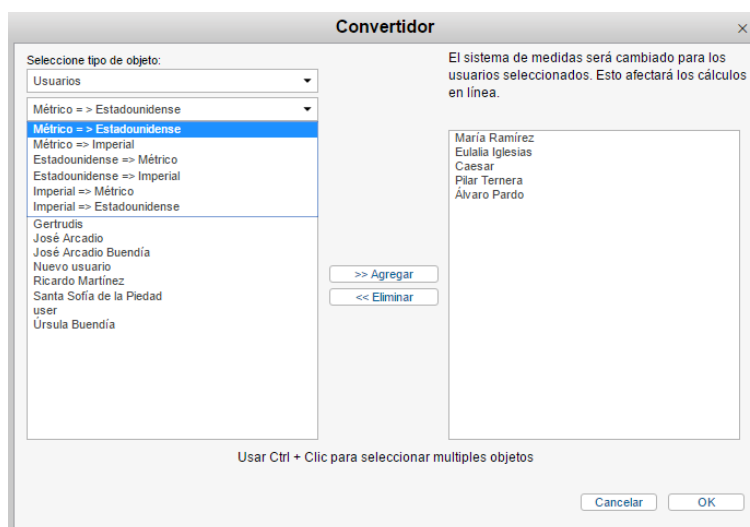 Convertidor
×
Seleccione tipo de objeto:
Usuarios
Métrico = > Estadounidense
Métrico = > Estadounidense
Métrico => Imperial
Estadounidense => Métrico
Estadounidense => Imperial
Imperial => Métrico
Imperial => Estadounidense
Gertrudis
José Arcadio
José Arcadio Buendía
Nuevo usuario
Ricardo Martínez
Santa Sofía de la Piedad
user
Úrsula Buendía
>> Agregar
<< Eliminar
El sistema de medidas será cambiado para los
usuarios seleccionados. Esto afectará los cálculos
en línea.
María Ramírez
Eulalia Iglesias
Caesar
Pilar Ternera
Álvaro Pardo
Usar Ctrl + Clic para seleccionar multiples objetos
Cancelar
OK